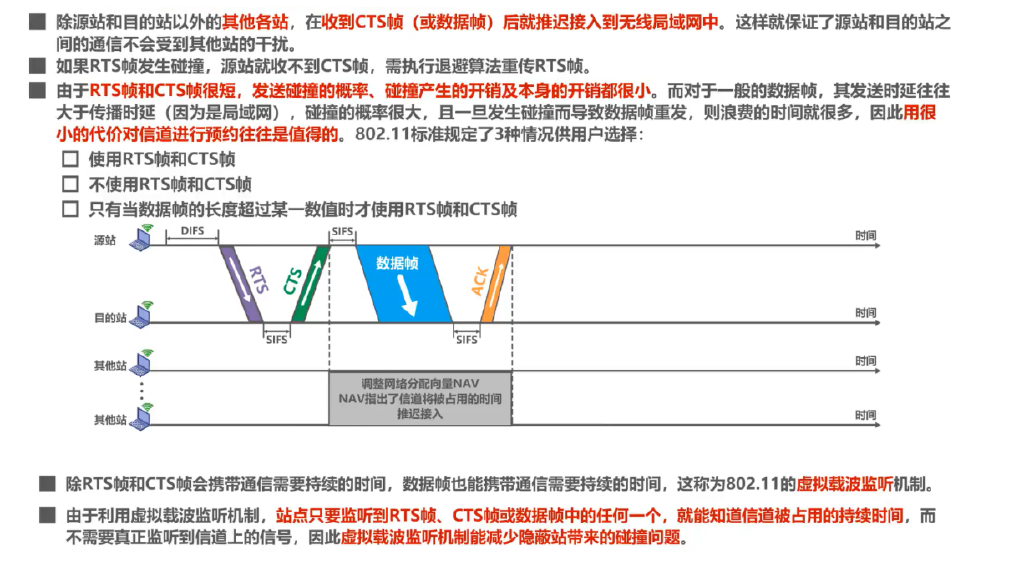 除源站和目的站以外的其他各站，在收到CTS帧（或数据帧）后就推迟接入到无线局域网中。这样就保证了源站和目的站之
间的通信不会受到其他站的干扰。
如果RTS帧发生碰撞，源站就收不到CTS帧，需执行退避算法重传RTS帧。
由于RTS帧和CTS帧很短，发送碰撞的概率、碰撞产生的开销及本身的开销都很小。而对于一般的数据帧，其发送时延往往
大于传播时延（因为是局域网），碰撞的概率很大，且一旦发生碰撞而导致数据帧重发，则浪费的时间就很多，因此用很
小的代价对信道进行预约往往是值得的。802.11标准规定了3种情况供用户选择：
使用RTS帧和CTS帧
不使用RTS帧和CTS帧
只有当数据帧的长度超过某一数值时才使用RTS帧和CTS帧
源站 DIFS SIFS 时间
RTS CTS 数据帧 ACK
目的站 时间
SIFS SIFS
其他站 时间
调整网络分配向量NAV
NAV指出了信道将被占用的时间
推迟接入
其他站 时间
除RTS帧和CTS帧会携带通信需要持续的时间，数据帧也能携带通信需要持续的时间，这称为802.11的虚拟载波监听机制。
由于利用虚拟载波监听机制，站点只要监听到RTS帧、CTS帧或数据帧中的任何一个，就能知道信道被占用的持续时间，而
不需要真正监听到信道上的信号，因此虚拟载波监听机制能减少隐蔽站带来的碰撞问题。